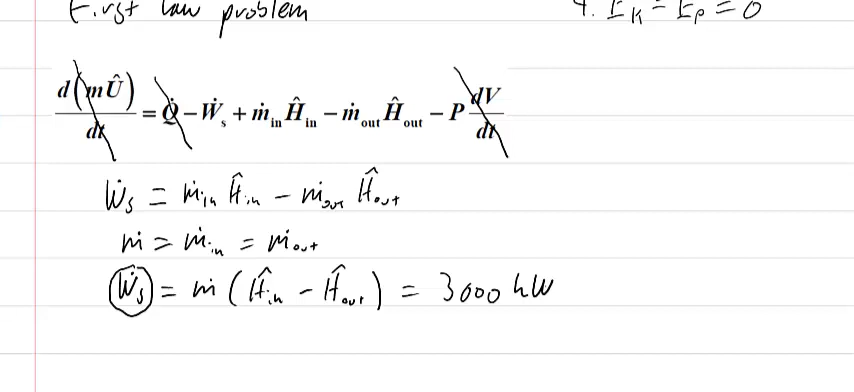 First law problem
4. E_K = E_P = 0
d(mÛ)/dt = Q̇ − Ẇ_s + ṁ_in Ĥ_in − ṁ_out Ĥ_out − P dV/dt
Ẇ_s = ṁ_in Ĥ_in − ṁ_out Ĥ_out
ṁ = ṁ_in = ṁ_out
Ẇ_s = ṁ (Ĥ_in − Ĥ_out) = 3000 kW